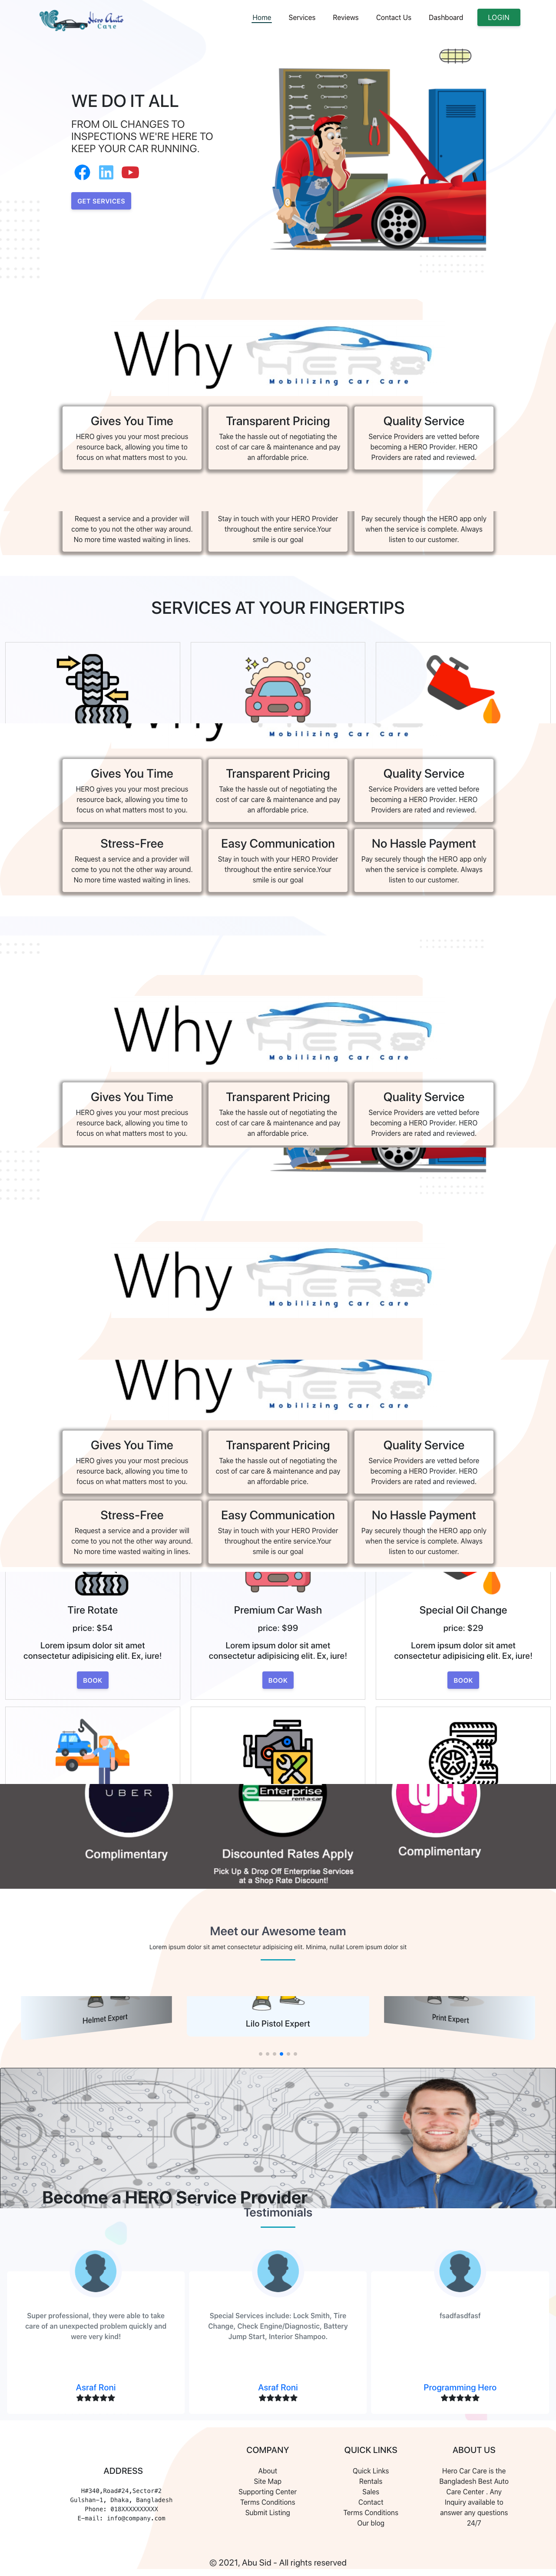 Hero Auto
Care
Home Services Reviews Contact Us Dashboard LOGIN
WE DO IT ALL
FROM OIL CHANGES TO
INSPECTIONS WE'RE HERE TO
KEEP YOUR CAR RUNNING.
GET SERVICES
Why HERO
Mobilizing Car Care
Gives You Time Transparent Pricing Quality Service
HERO gives you your most precious Take the hassle out of negotiating the Service Providers are vetted before
resource back, allowing you time to cost of car care & maintenance and pay becoming a HERO Provider. HERO
focus on what matters most to you. an affordable price. Providers are rated and reviewed.
Request a service and a provider will Stay in touch with your HERO Provider Pay securely though the HERO app only
come to you not the other way around. throughout the entire service.Your when the service is complete. Always
No more time wasted waiting in lines. smile is our goal listen to our customer.
SERVICES AT YOUR FINGERTIPS
Why
Mobilizing Car Care
Gives You Time Transparent Pricing Quality Service
HERO gives you your most precious Take the hassle out of negotiating the Service Providers are vetted before
resource back, allowing you time to cost of car care & maintenance and pay becoming a HERO Provider. HERO
focus on what matters most to you. an affordable price. Providers are rated and reviewed.
Stress-Free Easy Communication No Hassle Payment
Request a service and a provider will Stay in touch with your HERO Provider Pay securely though the HERO app only
come to you not the other way around. throughout the entire service.Your when the service is complete. Always
No more time wasted waiting in lines. smile is our goal listen to our customer.
Why HERO
Mobilizing Car Care
Gives You Time Transparent Pricing Quality Service
HERO gives you your most precious Take the hassle out of negotiating the Service Providers are vetted before
resource back, allowing you time to cost of car care & maintenance and pay becoming a HERO Provider. HERO
focus on what matters most to you. an affordable price. Providers are rated and reviewed.
Why HERO
Mobilizing Car Care
Why HERO
Mobilizing Car Care
Gives You Time Transparent Pricing Quality Service
HERO gives you your most precious Take the hassle out of negotiating the Service Providers are vetted before
resource back, allowing you time to cost of car care & maintenance and pay becoming a HERO Provider. HERO
focus on what matters most to you. an affordable price. Providers are rated and reviewed.
Stress-Free Easy Communication No Hassle Payment
Request a service and a provider will Stay in touch with your HERO Provider Pay securely though the HERO app only
come to you not the other way around. throughout the entire service.Your when the service is complete. Always
No more time wasted waiting in lines. smile is our goal listen to our customer.
Tire Rotate Premium Car Wash Special Oil Change
price: $54 price: $99 price: $29
Lorem ipsum dolor sit amet Lorem ipsum dolor sit amet Lorem ipsum dolor sit amet
consectetur adipisicing elit. Ex, iure! consectetur adipisicing elit. Ex, iure! consectetur adipisicing elit. Ex, iure!
BOOK BOOK BOOK
UBER Enterprise lyft
rent-a-car
Complimentary Discounted Rates Apply Complimentary
Pick Up & Drop Off Enterprise Services
at a Shop Rate Discount!
Meet our Awesome team
Lorem ipsum dolor sit amet consectetur adipisicing elit. Minima, nulla! Lorem ipsum dolor sit
Helmet Expert Lilo Pistol Expert Print Expert
Become a HERO Service Provider
Testimonials
Super professional, they were able to take Special Services include: Lock Smith, Tire fsadfasdfasf
care of an unexpected problem quickly and Change, Check Engine/Diagnostic, Battery
were very kind! Jump Start, Interior Shampoo.
Asraf Roni Asraf Roni Programming Hero
ADDRESS
H#340,Road#24,Sector#2
Gulshan-1, Dhaka, Bangladesh
Phone: 018XXXXXXXXX
E-mail: info@company.com
COMPANY
About
Site Map
Supporting Center
Terms Conditions
Submit Listing
QUICK LINKS
Quick Links
Rentals
Sales
Contact
Terms Conditions
Our blog
ABOUT US
Hero Car Care is the
Bangladesh Best Auto
Care Center . Any
Inquiry available to
answer any questions
24/7
© 2021, Abu Sid - All rights reserved